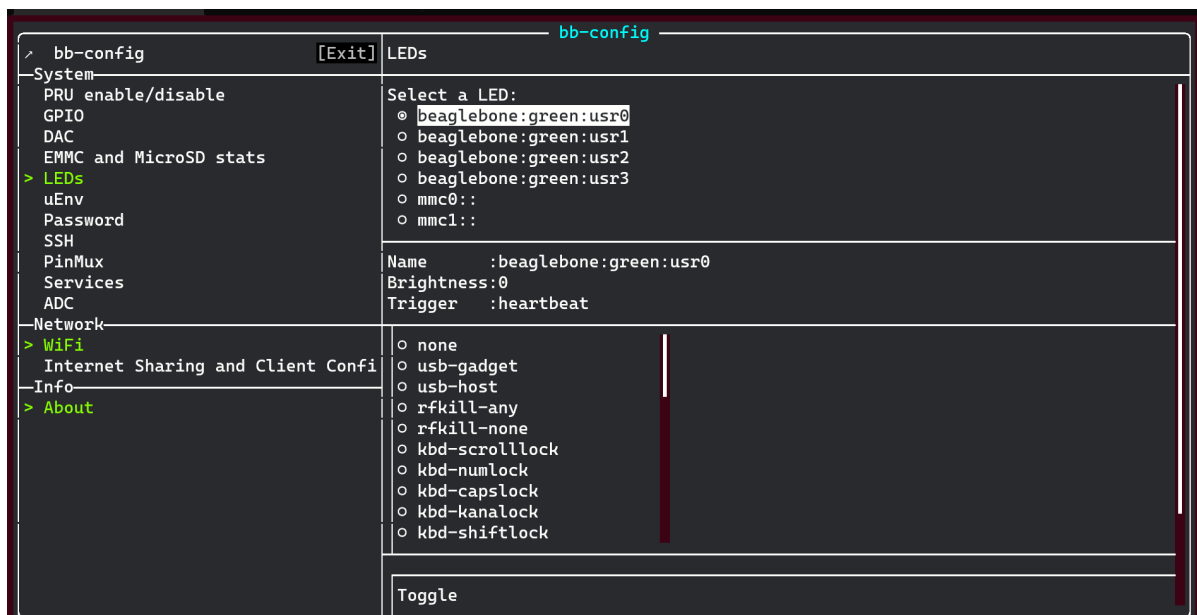 bb-config
↗ bb-config [Exit]
System
PRU enable/disable
GPIO
DAC
EMMC and MicroSD stats
> LEDs
uEnv
Password
SSH
PinMux
Services
ADC
Network
> WiFi
Internet Sharing and Client Confi
Info
> About
LEDs
Select a LED:
beaglebone:green:usr0
beaglebone:green:usr1
beaglebone:green:usr2
beaglebone:green:usr3
mmc0::
mmc1::
Name :beaglebone:green:usr0
Brightness:0
Trigger :heartbeat
none
usb-gadget
usb-host
rfkill-any
rfkill-none
kbd-scrolllock
kbd-numlock
kbd-capslock
kbd-kanalock
kbd-shiftlock
Toggle